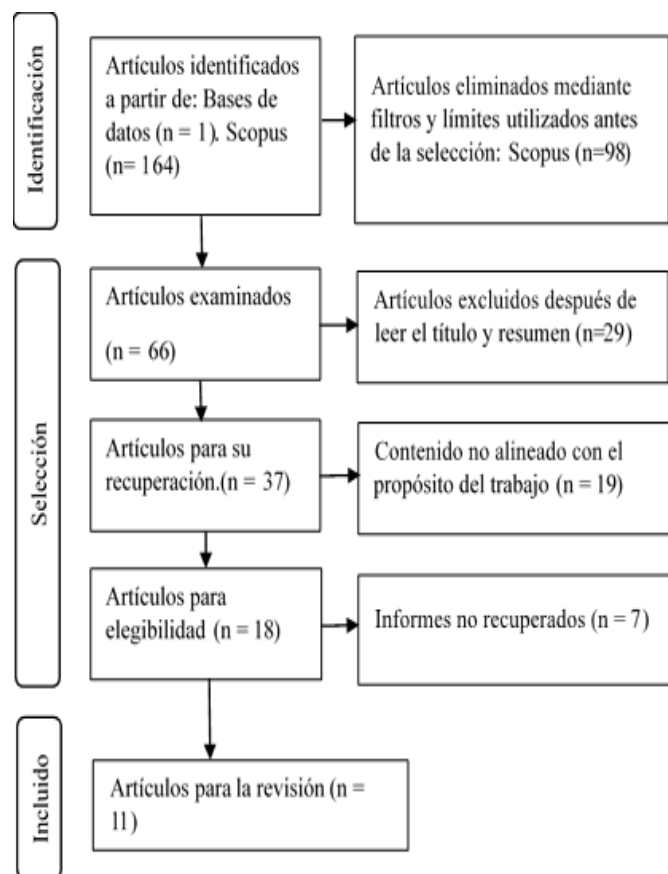 Identificación
Artículos identificados
a partir de: Bases de
datos (n = 1). Scopus
(n= 164)
Artículos eliminados mediante
filtros y límites utilizados antes
de la selección: Scopus (n=98)
Selección
Artículos examinados
(n = 66)
Artículos excluidos después de
leer el título y resumen (n=29)
Artículos para su
recuperación.(n = 37)
Contenido no alineado con el
propósito del trabajo (n = 19)
Artículos para
elegibilidad (n = 18)
Informes no recuperados (n = 7)
Incluido
Artículos para la revisión (n =
11)